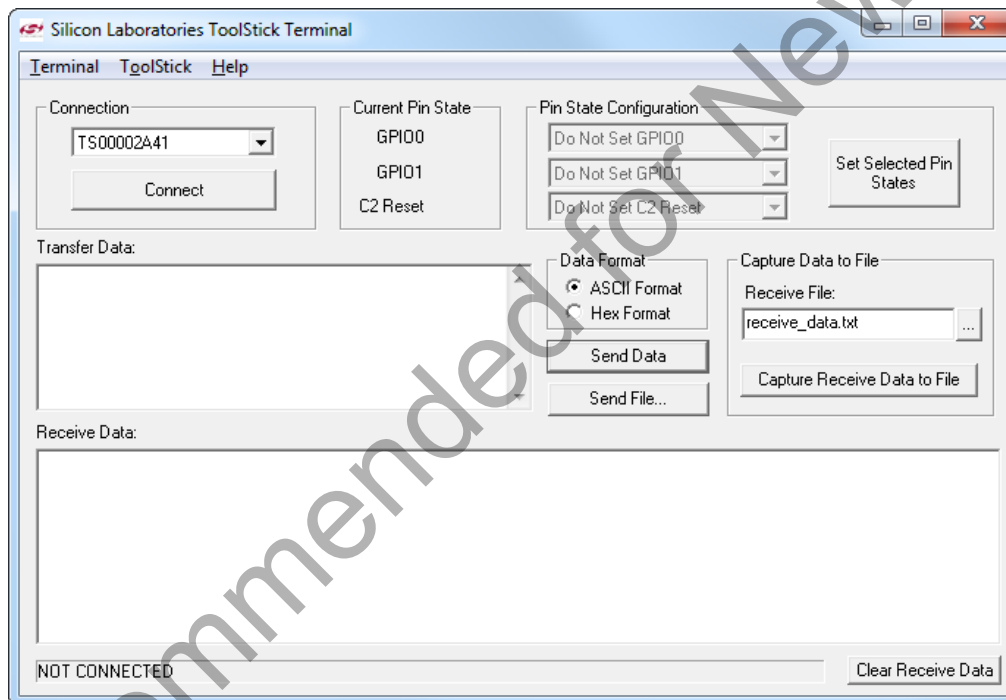 Silicon Laboratories ToolStick Terminal
Terminal ToolStick Help
Connection
TS00002A41
Connect
Current Pin State
GPIO0
GPIO1
C2 Reset
Pin State Configuration
Do Not Set GPIO0
Do Not Set GPIO1
Do Not Set C2 Reset
Set Selected Pin
States
Transfer Data:
Data Format
ASCII Format
Hex Format
Send Data
Send File...
Capture Data to File
Receive File:
receive_data.txt
...
Capture Receive Data to File
Receive Data:
NOT CONNECTED
Clear Receive Data
ommended for New